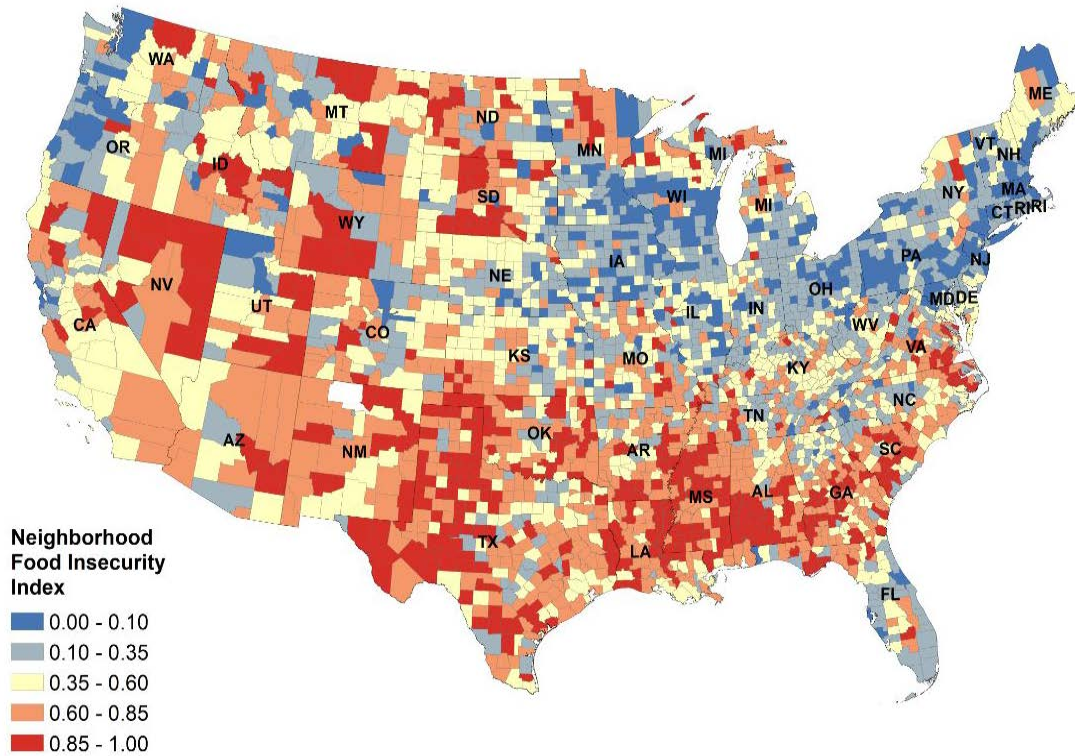 WA
ME
MT
ND
VT
OR
MN
NH
ID
MI
NY
MA
SD
WI
MI
CT RI RI
WY
PA
NJ
IA
NE
OH
NV
IL
IN
MD DE
UT
WV
CA
CO
VA
KS
MO
KY
NC
TN
OK
AZ
AR
SC
NM
MS
AL
GA
TX
LA
FL
Neighborhood
Food Insecurity
Index
0.00 - 0.10
0.10 - 0.35
0.35 - 0.60
0.60 - 0.85
0.85 - 1.00